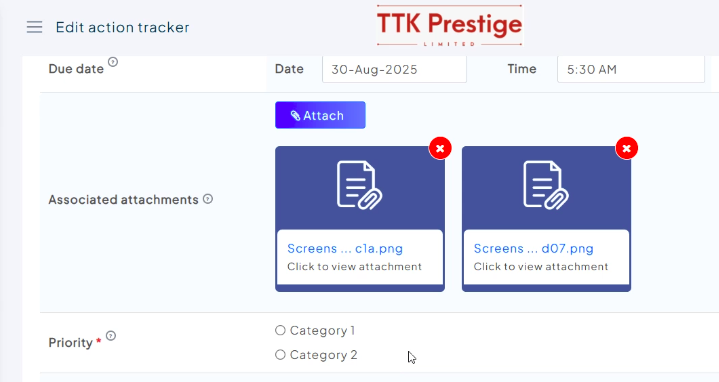 Edit action tracker
TTK Prestige
LIMITED
Due date
Date 30-Aug-2025 Time 5:30 AM
Attach
Associated attachments
Screens ... c1a.png
Click to view attachment
Screens ... d07.png
Click to view attachment
Priority *
Category 1
Category 2